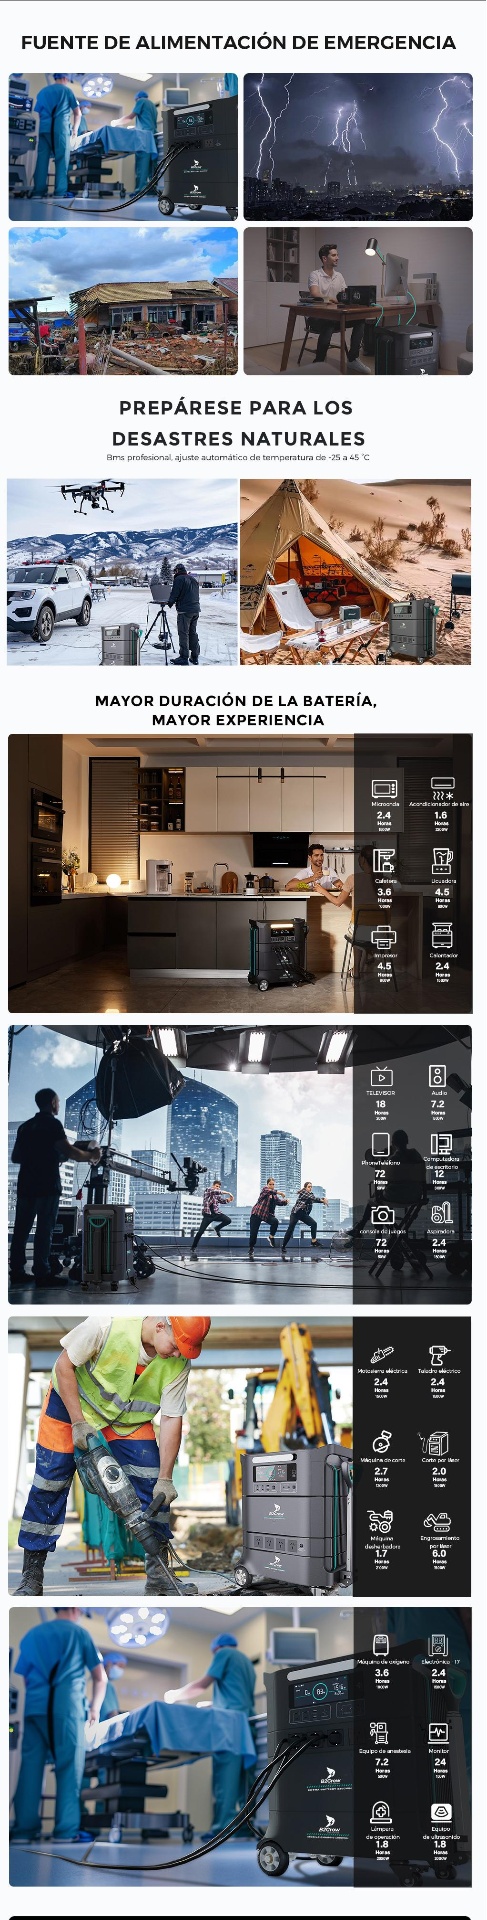 FUENTE DE ALIMENTACIÓN DE EMERGENCIA
PREPÁRESE PARA LOS
DESASTRES NATURALES
Bms profesional, ajuste automático de temperatura de -25 a 45 °C
MAYOR DURACIÓN DE LA BATERÍA,
MAYOR EXPERIENCIA
Microonda
2.4
Horas
Acondicionador de aire
1.6
Horas
Cafetera
3.6
Horas
Licuadora
4.5
Horas
Impresor
4.5
Horas
Calentador
2.4
Horas
TELEVISOR
18
Horas
Audio
7.2
Horas
PhoneTeléfono
72
Horas
Computadora
de escritorio
12
Horas
consola de juegos
72
Horas
Aspiradora
2.4
Horas
Motosierra eléctrica
2.4
Horas
Taladro eléctrico
2.4
Horas
Máquina de corte
2.7
Horas
Corte por láser
2.0
Horas
Máquina
desherbadora
1.7
Horas
Engrasamiento
por láser
6.0
Horas
Máquina de oxígeno
3.6
Horas
Electrónica
2.4
Horas
Equipo de anestesia
7.2
Horas
Monitor
24
Horas
Lámpara
de operación
1.8
Horas
Equipo
de ultrasonido
1.8
Horas